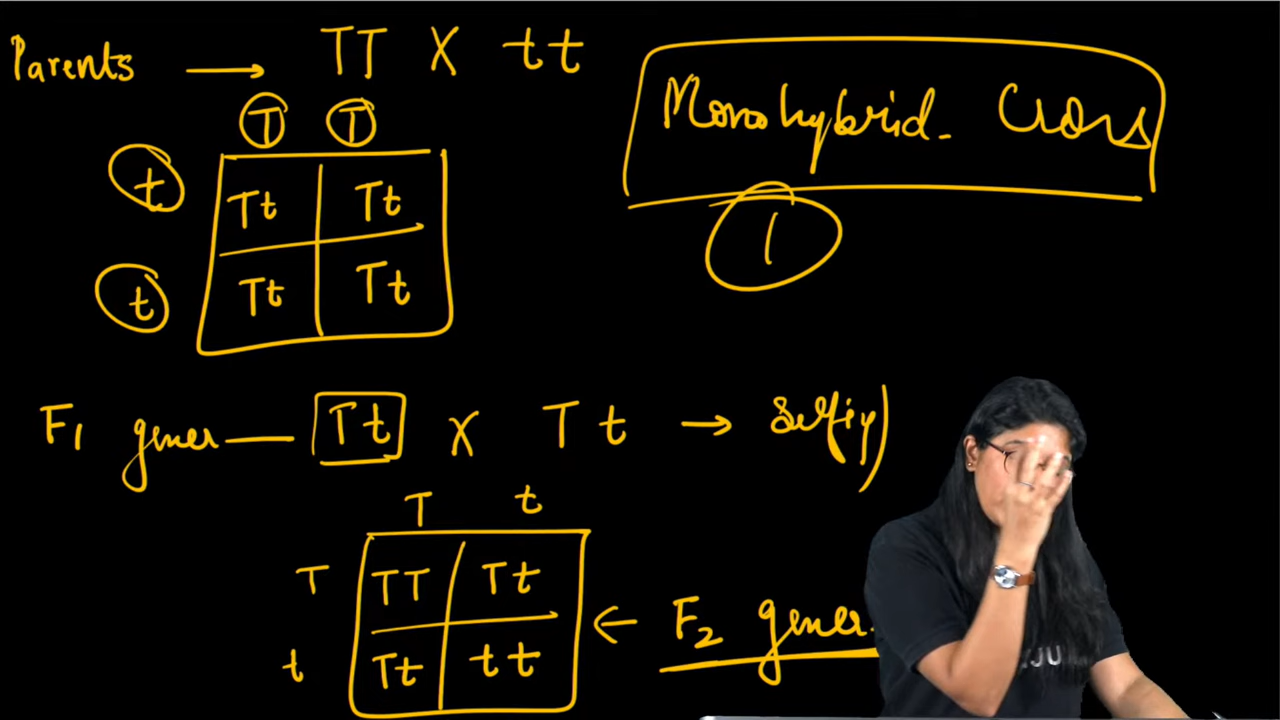 Parents → TT X tt
Monohybrid Cross
1
T T
t Tt Tt
t Tt Tt
F1 gener— Tt X Tt → Selfing
T t
T TT Tt
t Tt tt
← F2 gener.
JU